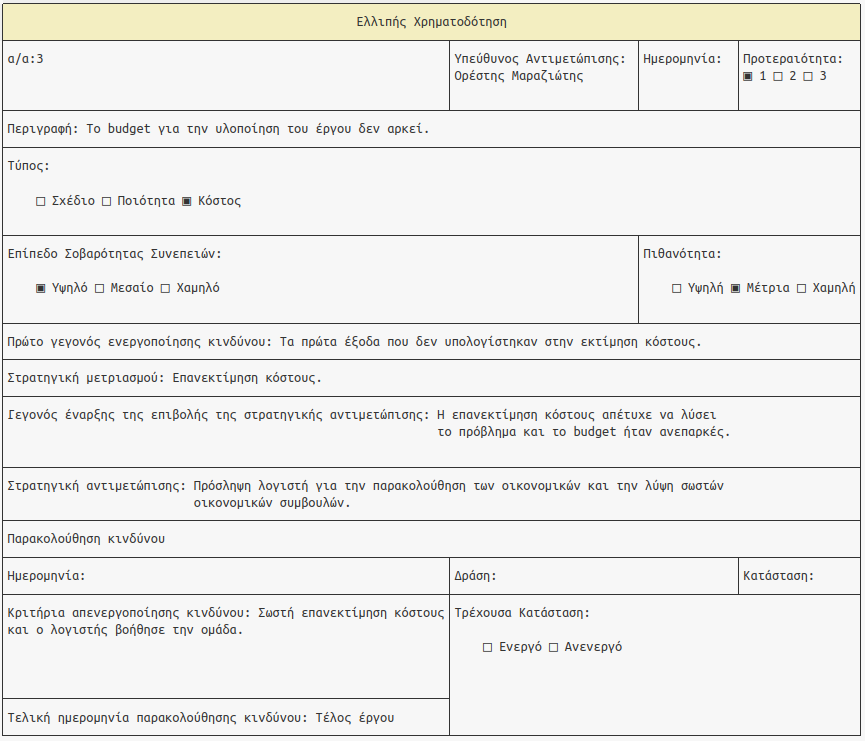 Ελλιπής Χρηματοδότηση
α/α:3
Υπεύθυνος Αντιμετώπισης:
Ορέστης Μαραζιώτης
Ημερομηνία:
Προτεραιότητα:
▣ 1 □ 2 □ 3
Περιγραφή: Το budget για την υλοποίηση του έργου δεν αρκεί.
Τύπος:
□ Σχέδιο □ Ποιότητα ▣ Κόστος
Επίπεδο Σοβαρότητας Συνεπειών:
▣ Υψηλό □ Μεσαίο □ Χαμηλό
Πιθανότητα:
□ Υψηλή ▣ Μέτρια □ Χαμηλή
Πρώτο γεγονός ενεργοποίησης κινδύνου: Τα πρώτα έξοδα που δεν υπολογίστηκαν στην εκτίμηση κόστους.
Στρατηγική μετριασμού: Επανεκτίμηση κόστους.
Γεγονός έναρξης της επιβολής της στρατηγικής αντιμετώπισης: Η επανεκτίμηση κόστους απέτυχε να λύσει
το πρόβλημα και το budget ήταν ανεπαρκές.
Στρατηγική αντιμετώπισης: Πρόσληψη λογιστή για την παρακολούθηση των οικονομικών και την λύψη σωστών
οικονομικών συμβουλών.
Παρακολούθηση κινδύνου
Ημερομηνία:
Δράση:
Κατάσταση:
Κριτήρια απενεργοποίησης κινδύνου: Σωστή επανεκτίμηση κόστους
και ο λογιστής βοήθησε την ομάδα.
Τρέχουσα Κατάσταση:
□ Ενεργό □ Ανενεργό
Τελική ημερομηνία παρακολούθησης κινδύνου: Τέλος έργου